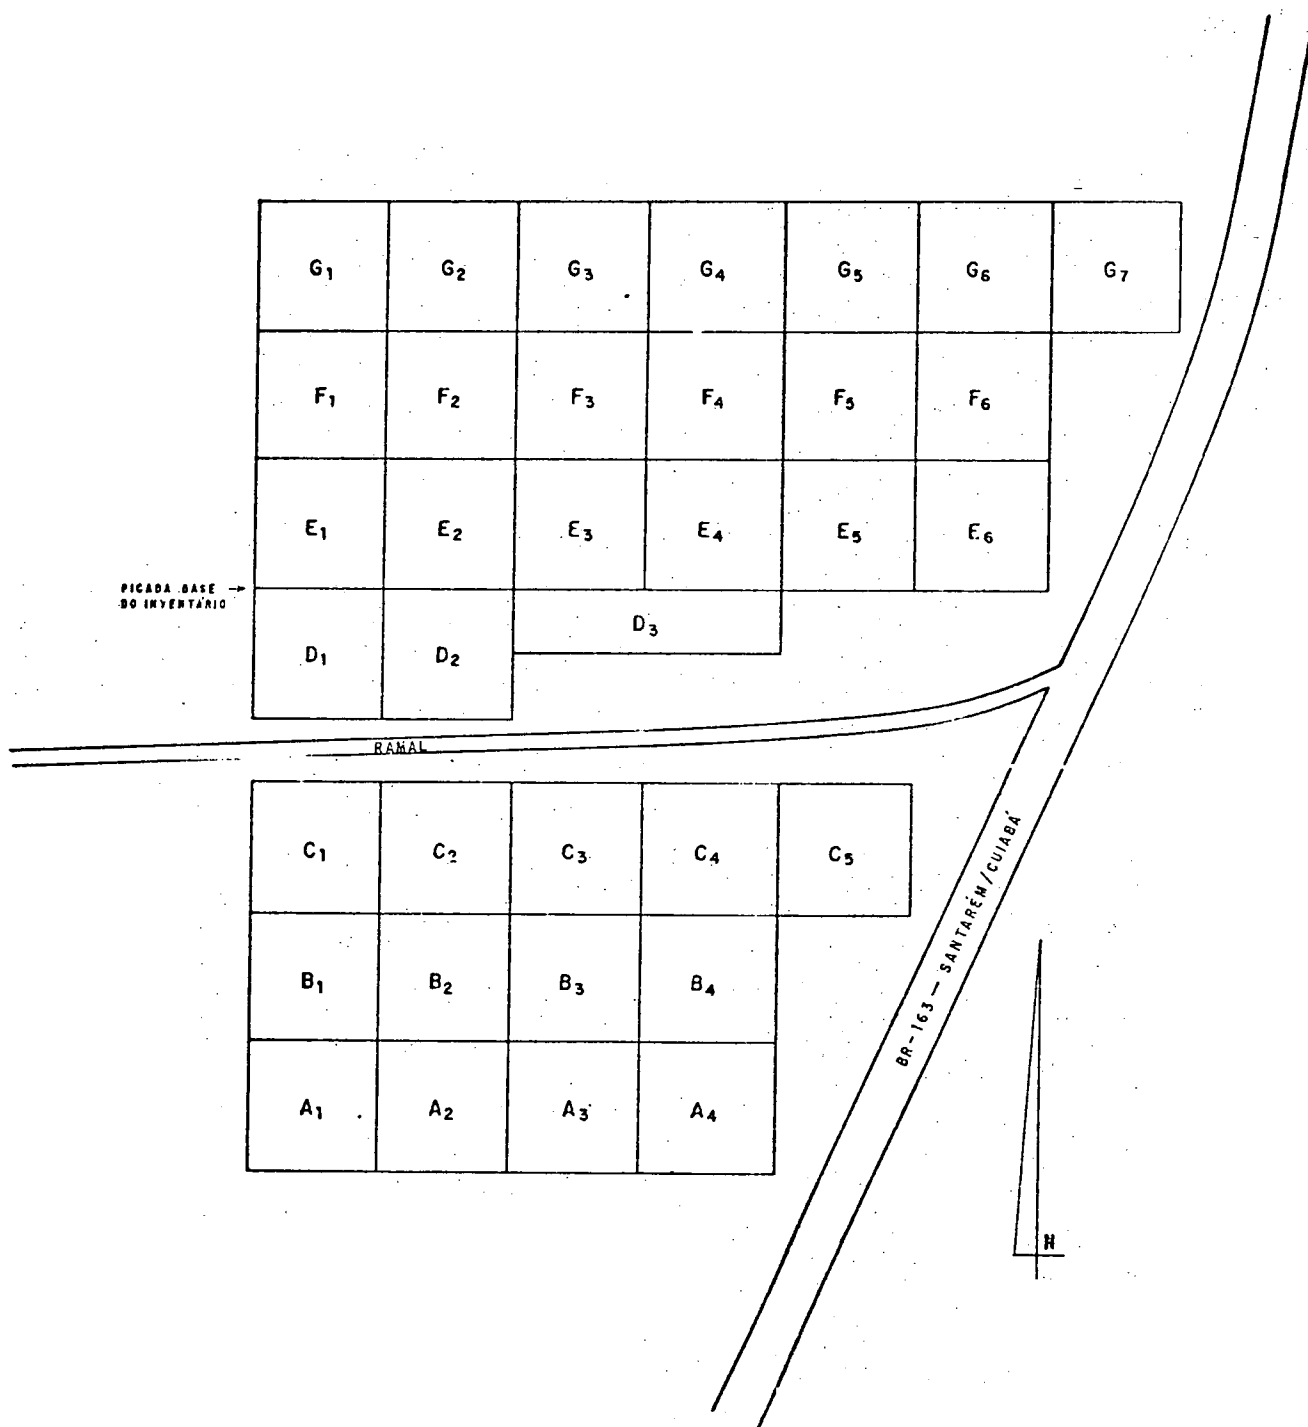 G1 G2 G3 G4 G5 G6 G7
F1 F2 F3 F4 F5 F6
E1 E2 E3 E4 E5 E6
PICADA BASE
DO INVENTÁRIO
D1 D2 D3
RAMAL
C1 C2 C3 C4 C5
B1 B2 B3 B4
A1 A2 A3 A4
BR-163 — SANTARÉM/CUIABÁ
N